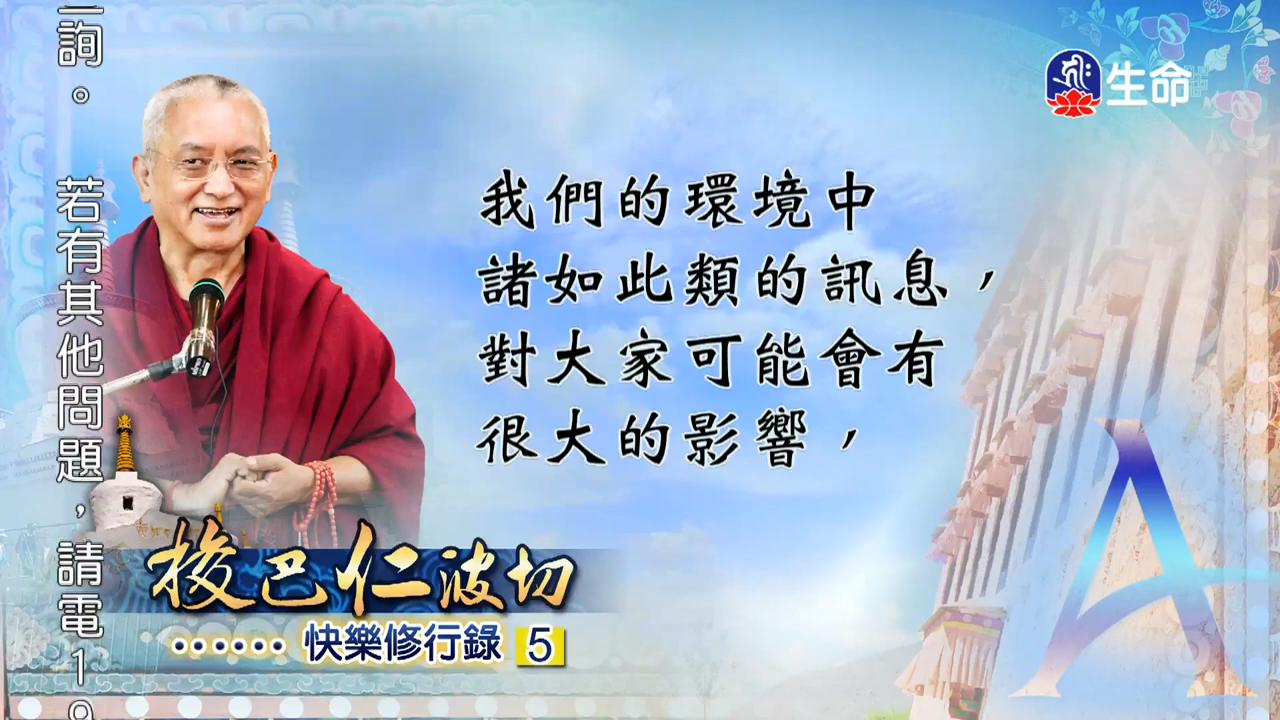 詢。 若有其他問題，請電19
生命
我們的環境中
諸如此類的訊息，
對大家可能會有
很大的影響，
梭巴仁波切
…… 快樂修行錄 5
A